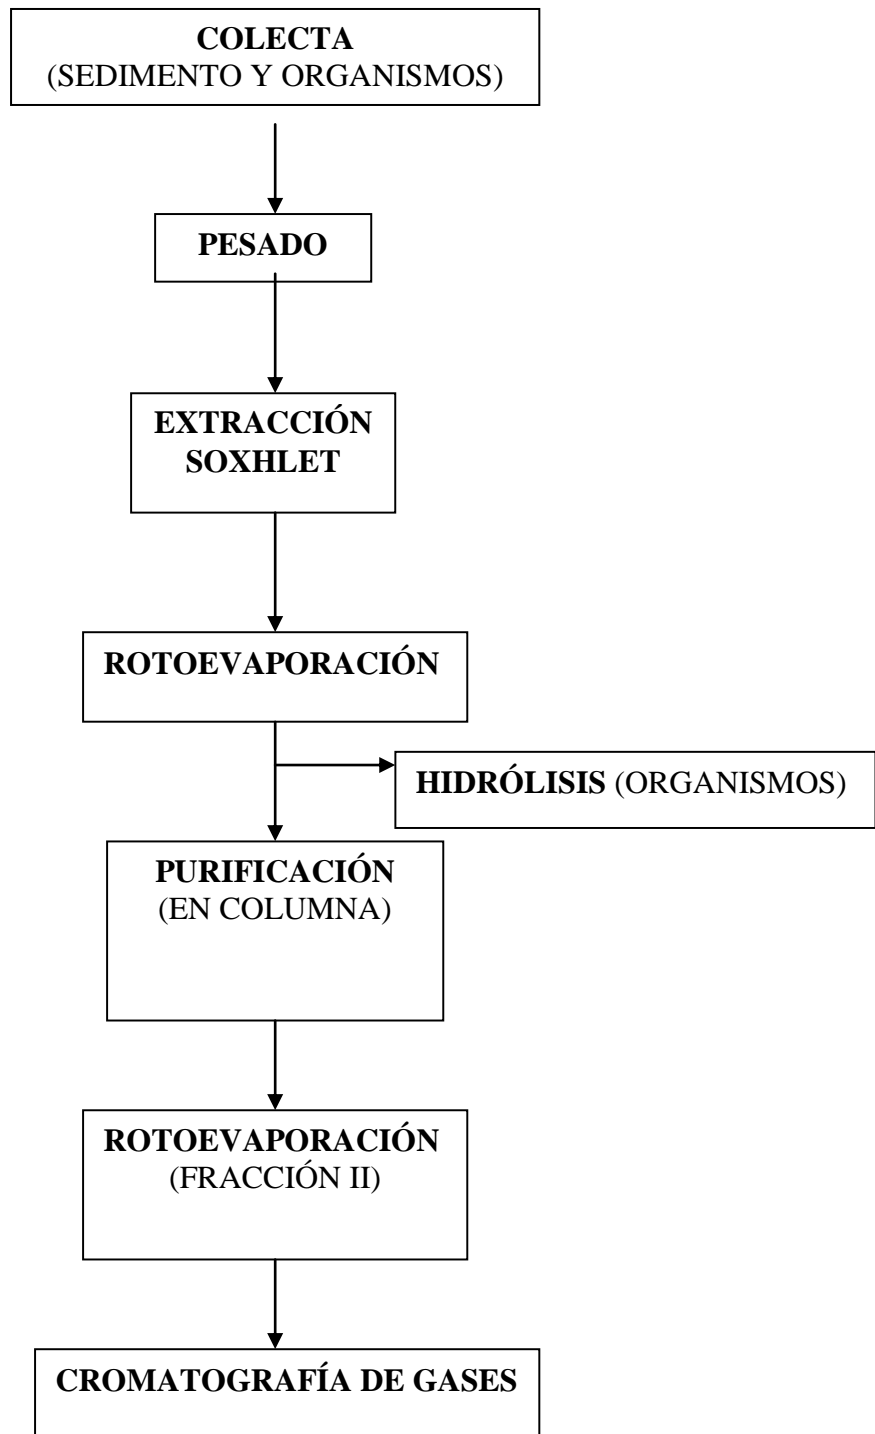 COLECTA
(SEDIMENTO Y ORGANISMOS)
PESADO
EXTRACCIÓN
SOXHLET
ROTOEVAPORACIÓN
HIDRÓLISIS (ORGANISMOS)
PURIFICACIÓN
(EN COLUMNA)
ROTOEVAPORACIÓN
(FRACCIÓN II)
CROMATOGRAFÍA DE GASES